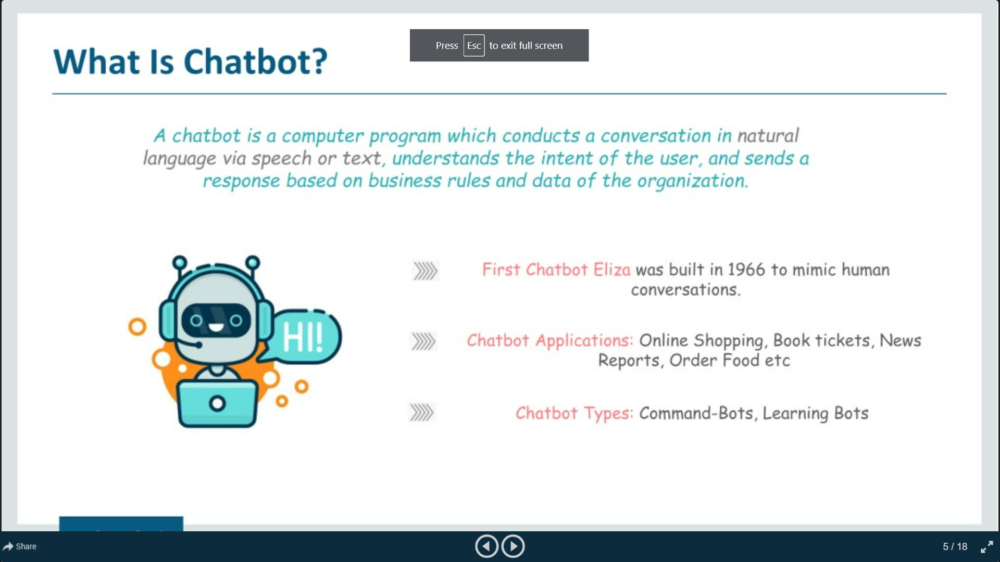 Press Esc to exit full screen
What Is Chatbot?
A chatbot is a computer program which conducts a conversation in natural
language via speech or text, understands the intent of the user, and sends a
response based on business rules and data of the organization.
HI!
First Chatbot Eliza was built in 1966 to mimic human
conversations.
Chatbot Applications: Online Shopping, Book tickets, News
Reports, Order Food etc
Chatbot Types: Command-Bots, Learning Bots
Share
5 / 18